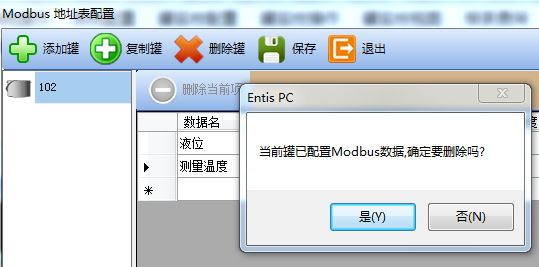 Modbus 地址表配置
添加罐 复制罐 删除罐 保存 退出
102
删除当前项
Entis PC
数据名
液位
测量温度
当前罐已配置Modbus数据,确定要删除吗?
是(Y) 否(N)